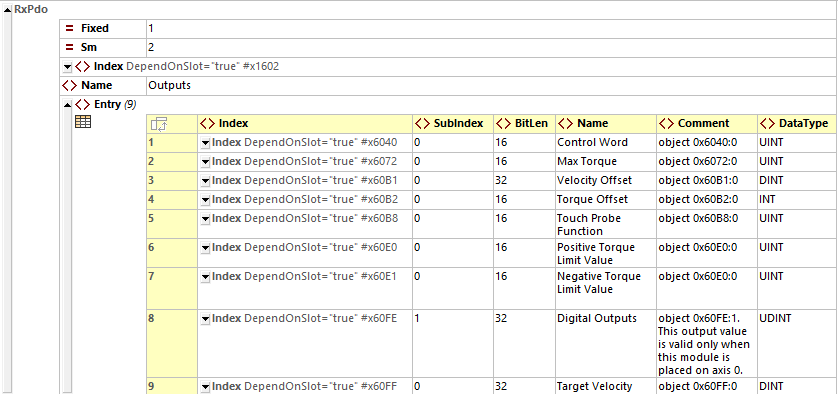 RxPdo
= Fixed 1
= Sm 2
<> Index DependOnSlot="true" #x1602
<> Name Outputs
<> Entry (9)
<> Index <> SubIndex <> BitLen <> Name <> Comment <> DataType
1 Index DependOnSlot="true" #x6040 0 16 Control Word object 0x6040:0 UINT
2 Index DependOnSlot="true" #x6072 0 16 Max Torque object 0x6072:0 UINT
3 Index DependOnSlot="true" #x60B1 0 32 Velocity Offset object 0x60B1:0 DINT
4 Index DependOnSlot="true" #x60B2 0 16 Torque Offset object 0x60B2:0 INT
5 Index DependOnSlot="true" #x60B8 0 16 Touch Probe object 0x60B8:0 UINT
Function
6 Index DependOnSlot="true" #x60E0 0 16 Positive Torque object 0x60E0:0 UINT
Limit Value
7 Index DependOnSlot="true" #x60E1 0 16 Negative Torque object 0x60E0:0 UINT
Limit Value
8 Index DependOnSlot="true" #x60FE 1 32 Digital Outputs object 0x60FE:1. UDINT
This output value
is valid only when
this module is
placed on axis 0.
9 Index DependOnSlot="true" #x60FF 0 32 Target Velocity object 0x60FF:0 DINT